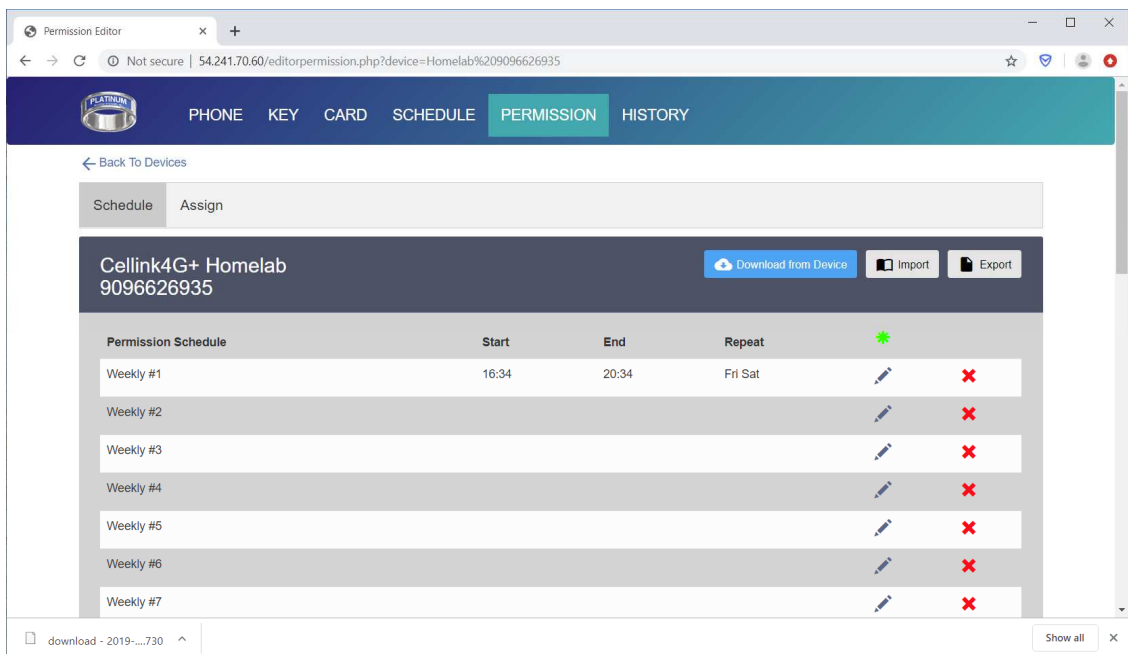 Permission Editor
Not secure | 54.241.70.60/editorpermission.php?device=Homelab%209096626935
PLATINUM
PHONE KEY CARD SCHEDULE PERMISSION HISTORY
Back To Devices
Schedule Assign
Cellink4G+ Homelab
9096626935
Download from Device Import Export
Permission Schedule Start End Repeat
Weekly #1 16:34 20:34 Fri Sat
Weekly #2
Weekly #3
Weekly #4
Weekly #5
Weekly #6
Weekly #7
download - 2019-....730 Show all